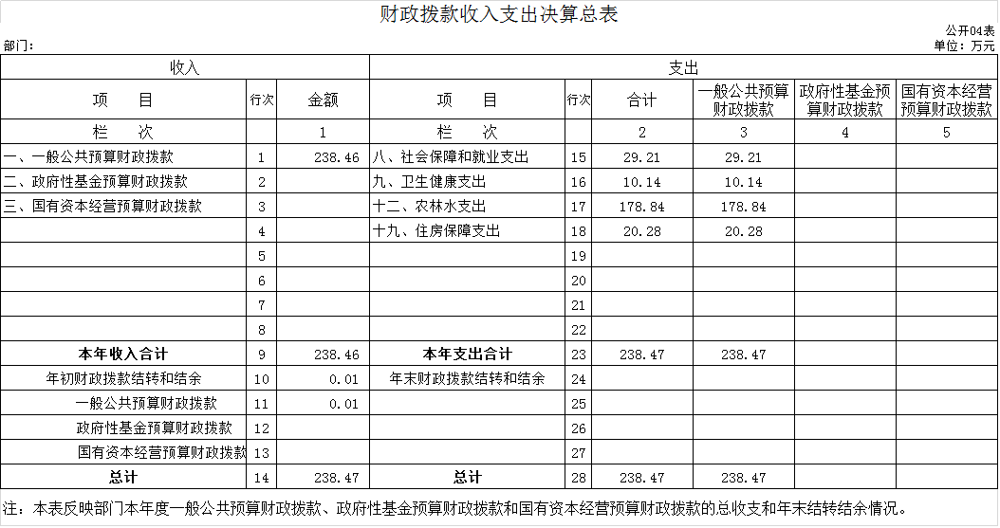 财政拨款收入支出决算总表
公开04表
部门： 单位：万元
收入 支出
项 目 行次 金额 项 目 行次 合计 一般公共预算财政拨款 政府性基金预算财政拨款 国有资本经营预算财政拨款
栏 次 1 栏 次 2 3 4 5
一、一般公共预算财政拨款 1 238.46 八、社会保障和就业支出 15 29.21 29.21
二、政府性基金预算财政拨款 2 九、卫生健康支出 16 10.14 10.14
三、国有资本经营预算财政拨款 3 十二、农林水支出 17 178.84 178.84
4 十九、住房保障支出 18 20.28 20.28
5 19
6 20
7 21
8 22
本年收入合计 9 238.46 本年支出合计 23 238.47 238.47
年初财政拨款结转和结余 10 0.01 年末财政拨款结转和结余 24
一般公共预算财政拨款 11 0.01 25
政府性基金预算财政拨款 12 26
国有资本经营预算财政拨款 13 27
总计 14 238.47 总计 28 238.47 238.47
注：本表反映部门本年度一般公共预算财政拨款、政府性基金预算财政拨款和国有资本经营预算财政拨款的总收支和年末结转结余情况。